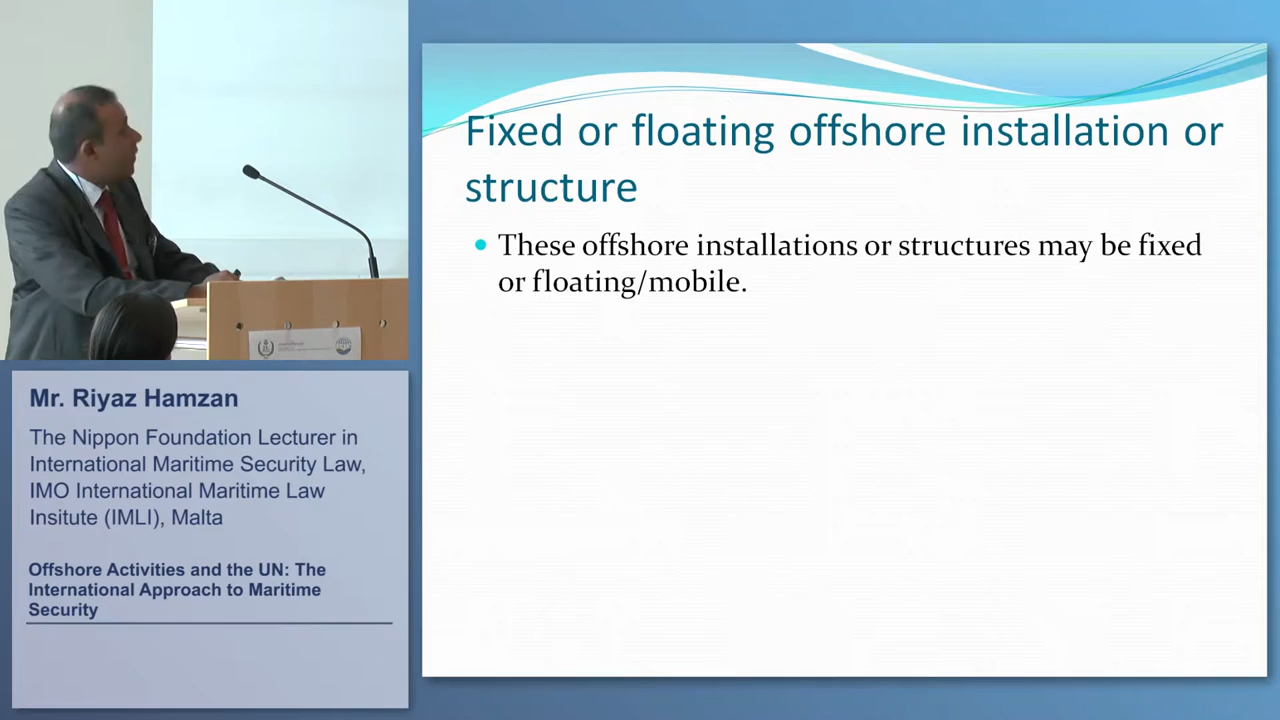 Fixed or floating offshore installation or
structure
These offshore installations or structures may be fixed
or floating/mobile.
Mr. Riyaz Hamzan
The Nippon Foundation Lecturer in
International Maritime Security Law,
IMO International Maritime Law
Insitute (IMLI), Malta
Offshore Activities and the UN: The
International Approach to Maritime
Security